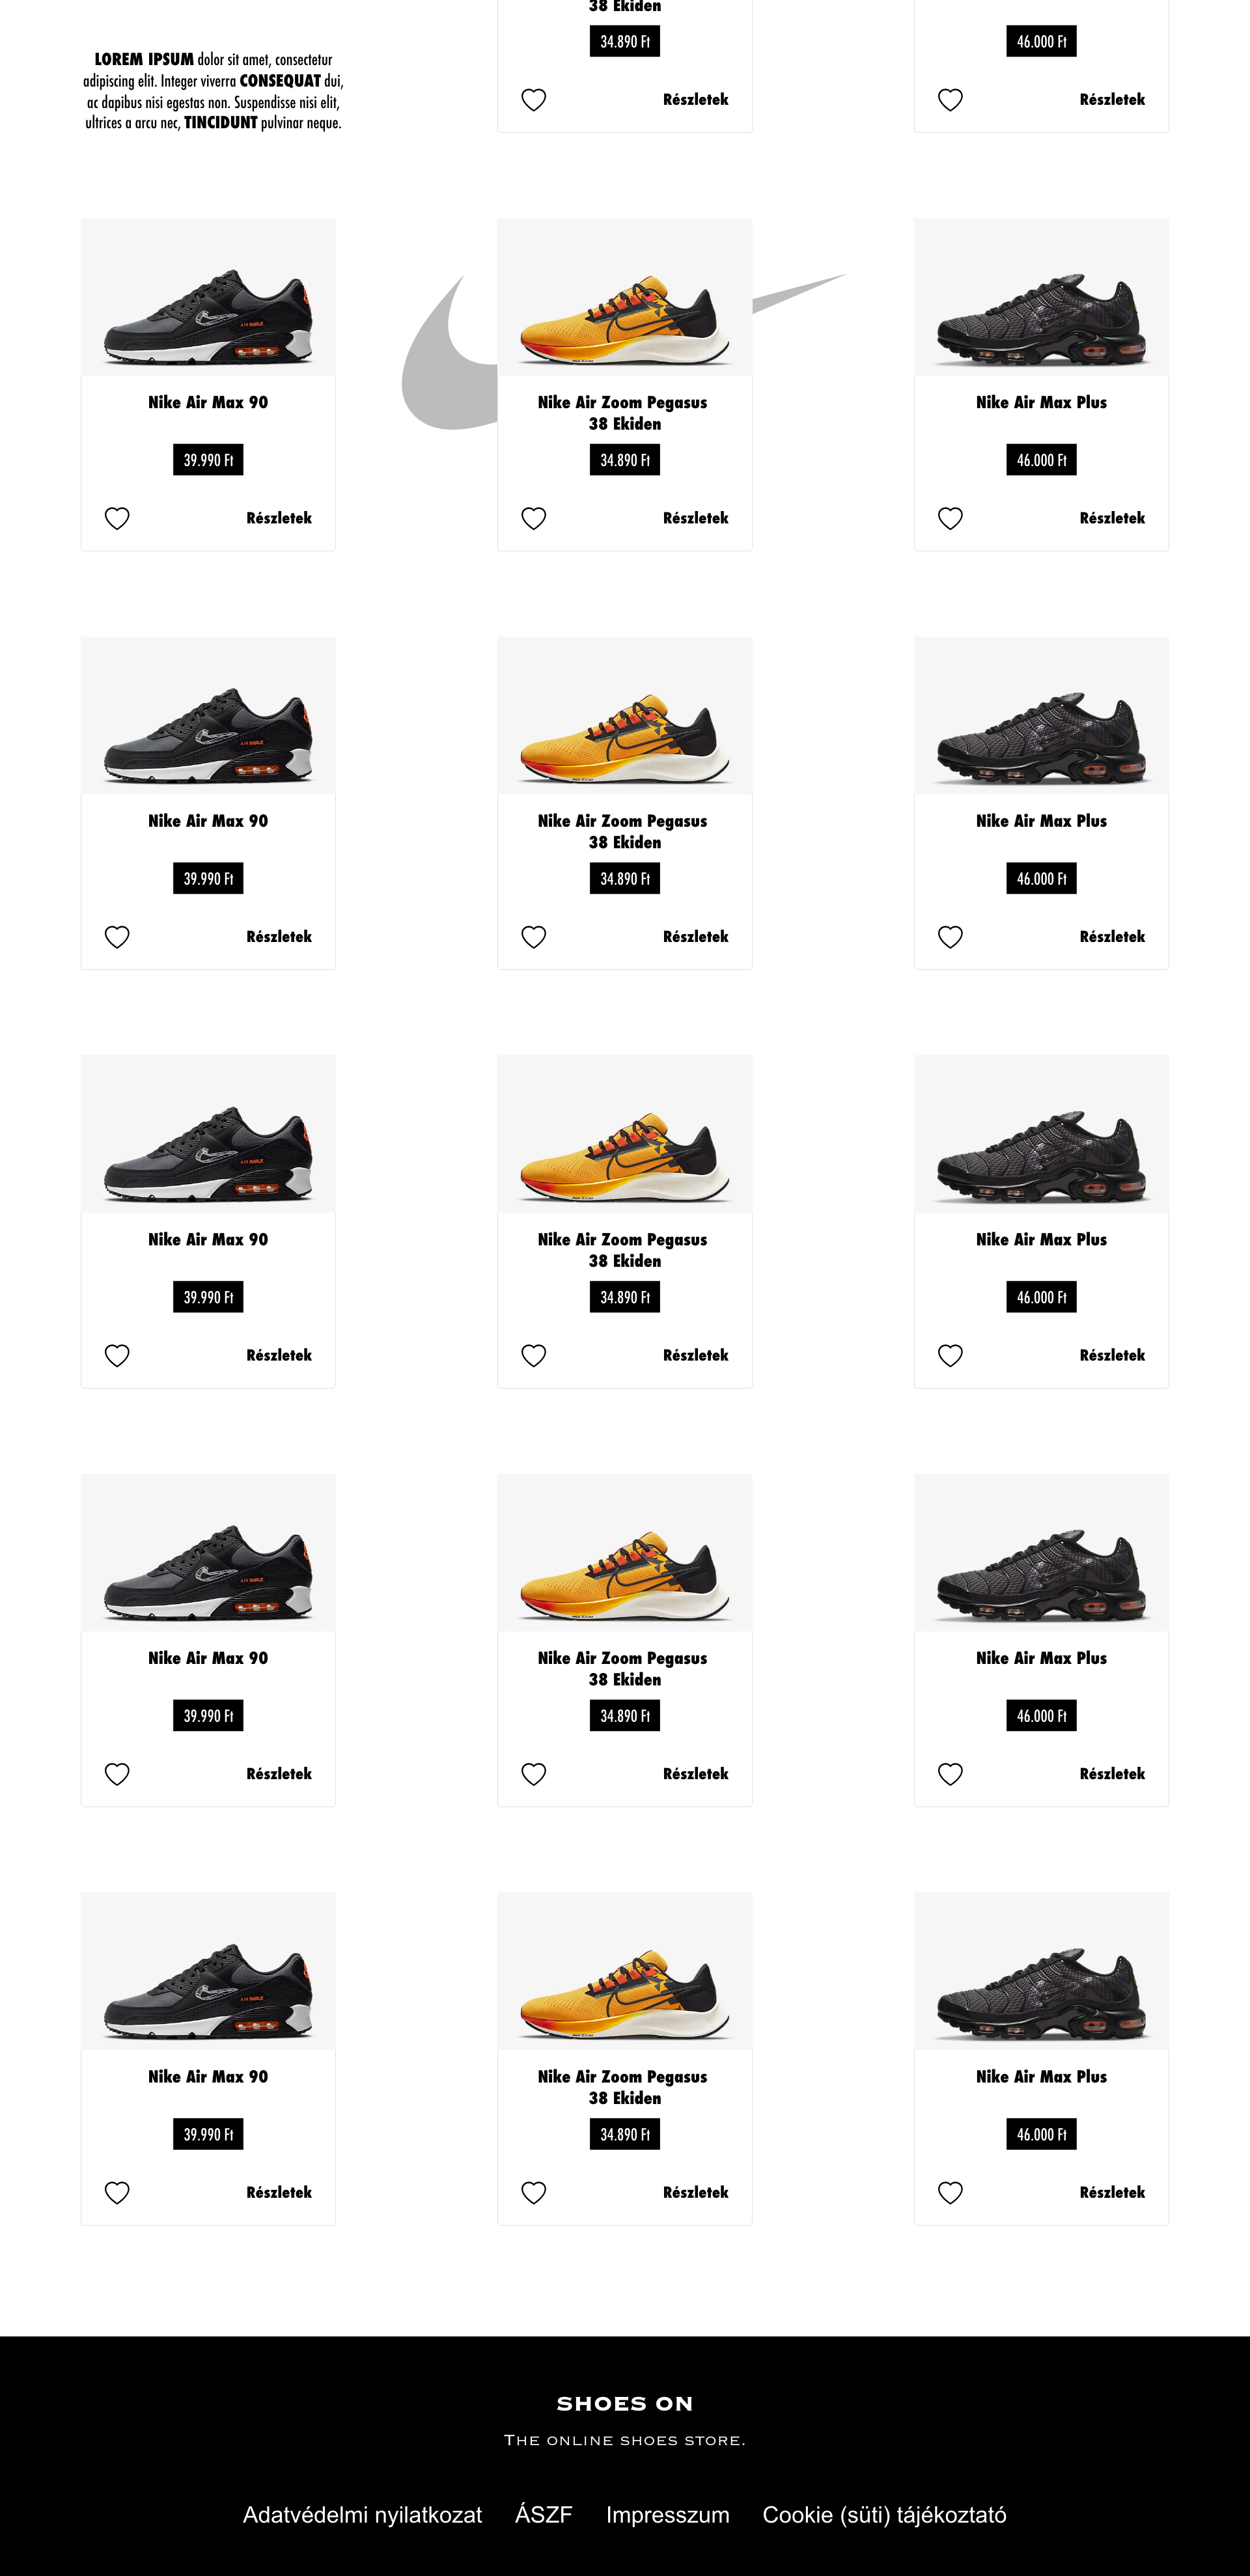 38 Ekiden
34.890 Ft
46.000 Ft
LOREM IPSUM dolor sit amet, consectetur
adipiscing elit. Integer viverra CONSEQUAT dui,
ac dapibus nisi egestas non. Suspendisse nisi elit,
ultrices a arcu nec, TINCIDUNT pulvinar neque.
Részletek
Részletek
Nike Air Max 90
39.990 Ft
Részletek
Nike Air Zoom Pegasus
38 Ekiden
34.890 Ft
Részletek
Nike Air Max Plus
46.000 Ft
Részletek
Nike Air Max 90
39.990 Ft
Részletek
Nike Air Zoom Pegasus
38 Ekiden
34.890 Ft
Részletek
Nike Air Max Plus
46.000 Ft
Részletek
Nike Air Max 90
39.990 Ft
Részletek
Nike Air Zoom Pegasus
38 Ekiden
34.890 Ft
Részletek
Nike Air Max Plus
46.000 Ft
Részletek
Nike Air Max 90
39.990 Ft
Részletek
Nike Air Zoom Pegasus
38 Ekiden
34.890 Ft
Részletek
Nike Air Max Plus
46.000 Ft
Részletek
Nike Air Max 90
39.990 Ft
Részletek
Nike Air Zoom Pegasus
38 Ekiden
34.890 Ft
Részletek
Nike Air Max Plus
46.000 Ft
Részletek
SHOES ON
THE ONLINE SHOES STORE.
Adatvédelmi nyilatkozat ÁSZF Impresszum Cookie (süti) tájékoztató